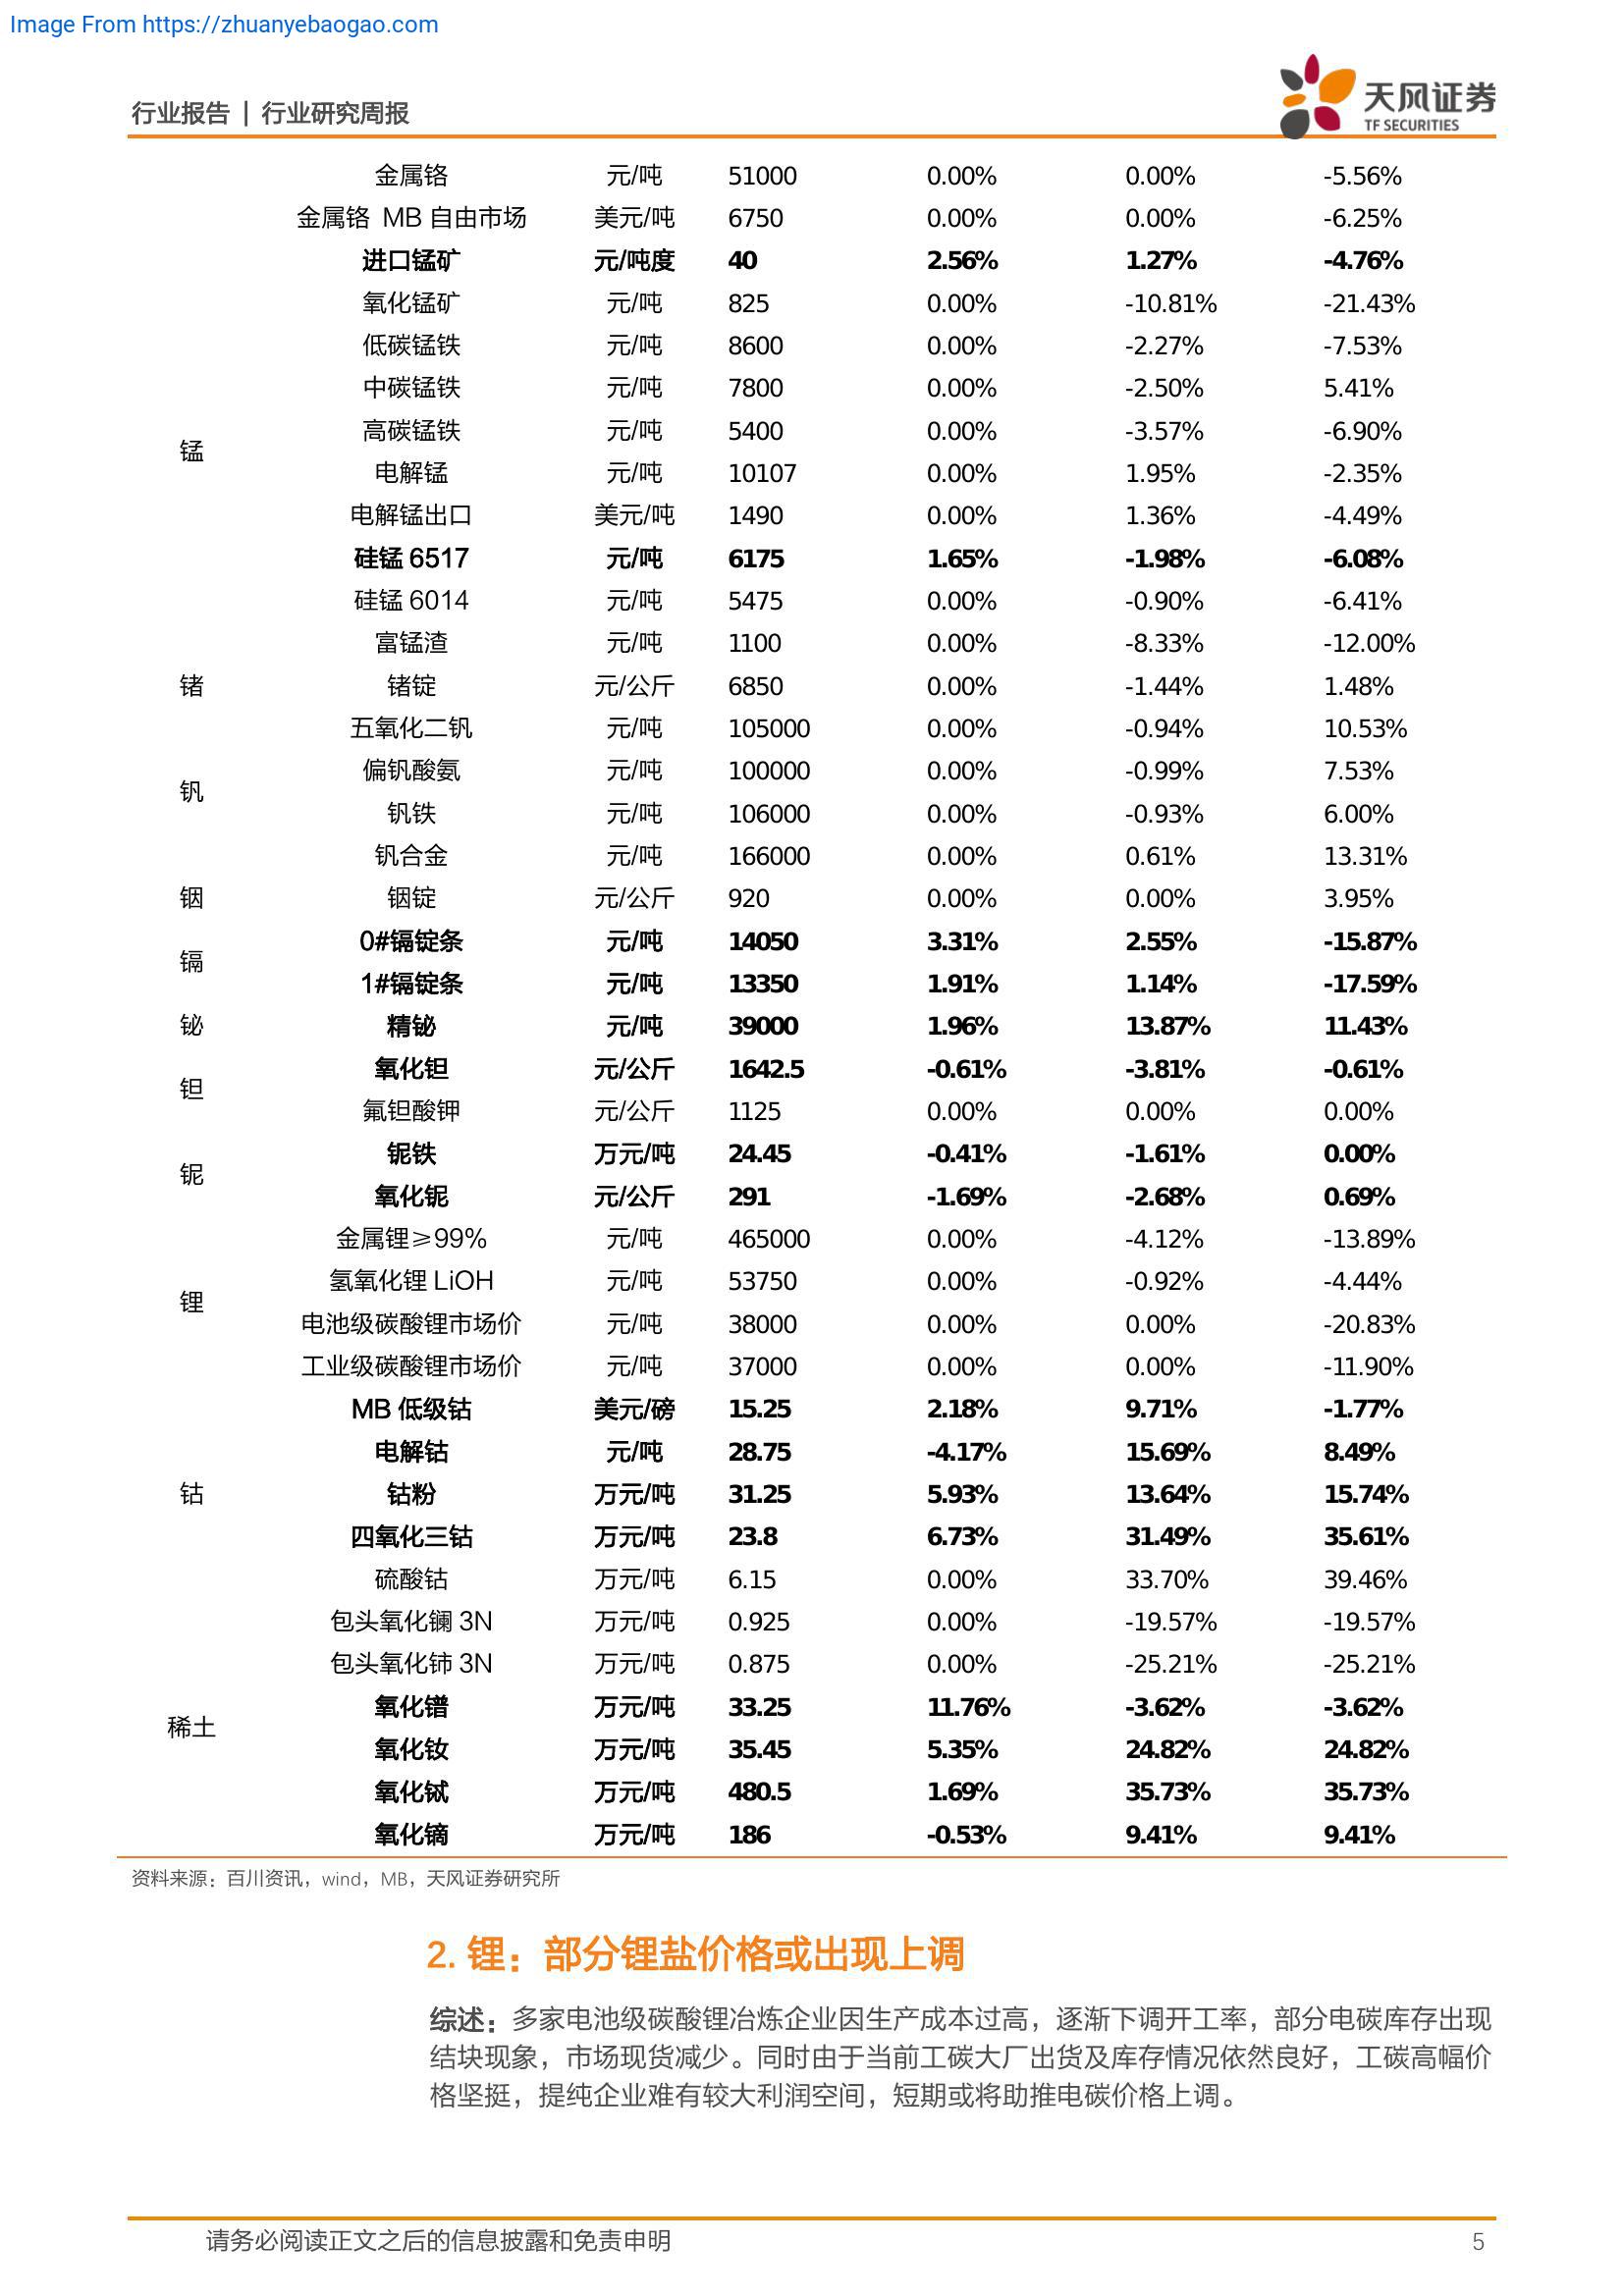 Image From https://zhuanyebaogao.com
行业报告 | 行业研究周报
天风证券
TF SECURITIES
金属铬 元/吨 51000 0.00% 0.00% -5.56%
金属铬 MB 自由市场 美元/吨 6750 0.00% 0.00% -6.25%
进口锰矿 元/吨度 40 2.56% 1.27% -4.76%
氧化锰矿 元/吨 825 0.00% -10.81% -21.43%
低碳锰铁 元/吨 8600 0.00% -2.27% -7.53%
中碳锰铁 元/吨 7800 0.00% -2.50% 5.41%
高碳锰铁 元/吨 5400 0.00% -3.57% -6.90%
锰
电解锰 元/吨 10107 0.00% 1.95% -2.35%
电解锰出口 美元/吨 1490 0.00% 1.36% -4.49%
硅锰 6517 元/吨 6175 1.65% -1.98% -6.08%
硅锰 6014 元/吨 5475 0.00% -0.90% -6.41%
富锰渣 元/吨 1100 0.00% -8.33% -12.00%
锗 锗锭 元/公斤 6850 0.00% -1.44% 1.48%
五氧化二钒 元/吨 105000 0.00% -0.94% 10.53%
偏钒酸氨 元/吨 100000 0.00% -0.99% 7.53%
钒
钒铁 元/吨 106000 0.00% -0.93% 6.00%
钒合金 元/吨 166000 0.00% 0.61% 13.31%
铟 铟锭 元/公斤 920 0.00% 0.00% 3.95%
0#镉锭条 元/吨 14050 3.31% 2.55% -15.87%
镉
1#镉锭条 元/吨 13350 1.91% 1.14% -17.59%
铋 精铋 元/吨 39000 1.96% 13.87% 11.43%
氧化钽 元/公斤 1642.5 -0.61% -3.81% -0.61%
钽
氟钽酸钾 元/公斤 1125 0.00% 0.00% 0.00%
铌铁 万元/吨 24.45 -0.41% -1.61% 0.00%
铌
氧化铌 元/公斤 291 -1.69% -2.68% 0.69%
金属锂≥99% 元/吨 465000 0.00% -4.12% -13.89%
氢氧化锂 LiOH 元/吨 53750 0.00% -0.92% -4.44%
锂
电池级碳酸锂市场价 元/吨 38000 0.00% 0.00% -20.83%
工业级碳酸锂市场价 元/吨 37000 0.00% 0.00% -11.90%
MB 低级钴 美元/磅 15.25 2.18% 9.71% -1.77%
电解钴 元/吨 28.75 -4.17% 15.69% 8.49%
钴 钴粉 万元/吨 31.25 5.93% 13.64% 15.74%
四氧化三钴 万元/吨 23.8 6.73% 31.49% 35.61%
硫酸钴 万元/吨 6.15 0.00% 33.70% 39.46%
包头氧化镧 3N 万元/吨 0.925 0.00% -19.57% -19.57%
包头氧化铈 3N 万元/吨 0.875 0.00% -25.21% -25.21%
氧化镨 万元/吨 33.25 11.76% -3.62% -3.62%
稀土
氧化钕 万元/吨 35.45 5.35% 24.82% 24.82%
氧化铽 万元/吨 480.5 1.69% 35.73% 35.73%
氧化镝 万元/吨 186 -0.53% 9.41% 9.41%
资料来源：百川资讯，wind，MB，天风证券研究所
2. 锂：部分锂盐价格或出现上调
综述：多家电池级碳酸锂冶炼企业因生产成本过高，逐渐下调开工率，部分电碳库存出现
结块现象，市场现货减少。同时由于当前工碳大厂出货及库存情况依然良好，工碳高幅价
格坚挺，提纯企业难有较大利润空间，短期或将助推电碳价格上调。
请务必阅读正文之后的信息披露和免责申明 5